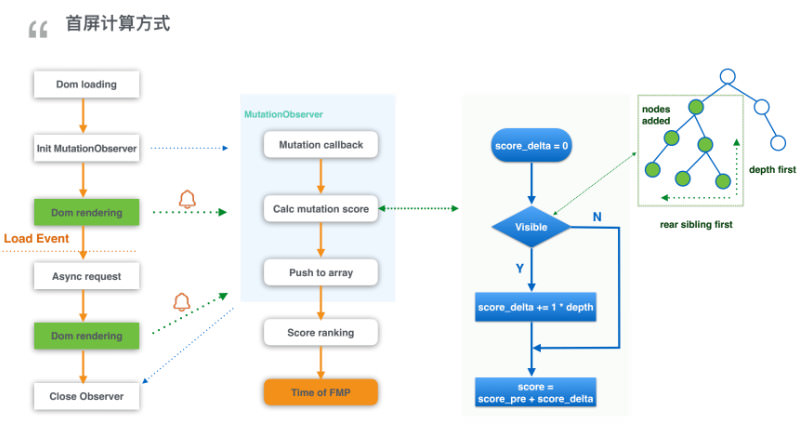 “
首屏计算方式
Dom loading
Init MutationObserver
Dom rendering
Load Event
Async request
Dom rendering
Close Observer
MutationObserver
Mutation callback
Calc mutation score
Push to array
Score ranking
Time of FMP
score_delta = 0
Visible
N
Y
score_delta += 1 * depth
score =
score_pre + score_delta
nodes
added
depth first
rear sibling first